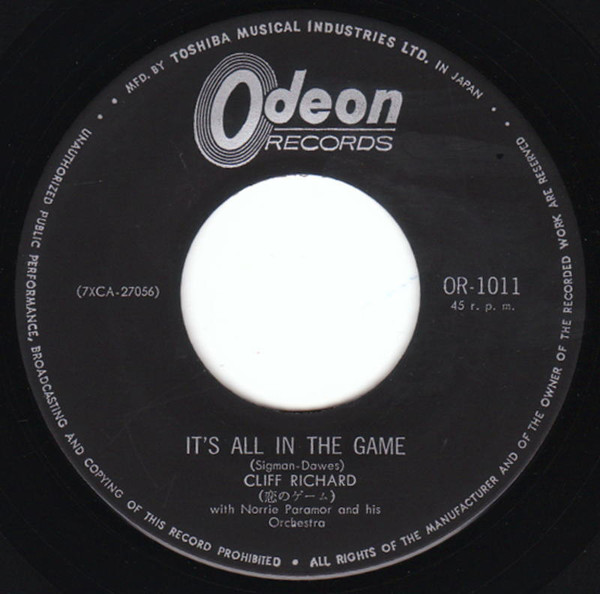 • • MFD. BY TOSHIBA MUSICAL INDUSTRIES LTD. IN JAPAN • •
Odeon
RECORDS
(7XCA-27056)
OR-1011
45 r. p. m.
IT'S ALL IN THE GAME
(Sigman-Dawes)
CLIFF RICHARD
(恋のゲーム)
with Norrie Paramor and his
Orchestra
UNAUTHORIZED PUBLIC PERFORMANCE, BROADCASTING AND COPYING OF THIS RECORD PROHIBITED • ALL RIGHTS OF THE MANUFACTURER AND OF THE OWNER OF THE RECORDED WORK ARE RESERVED